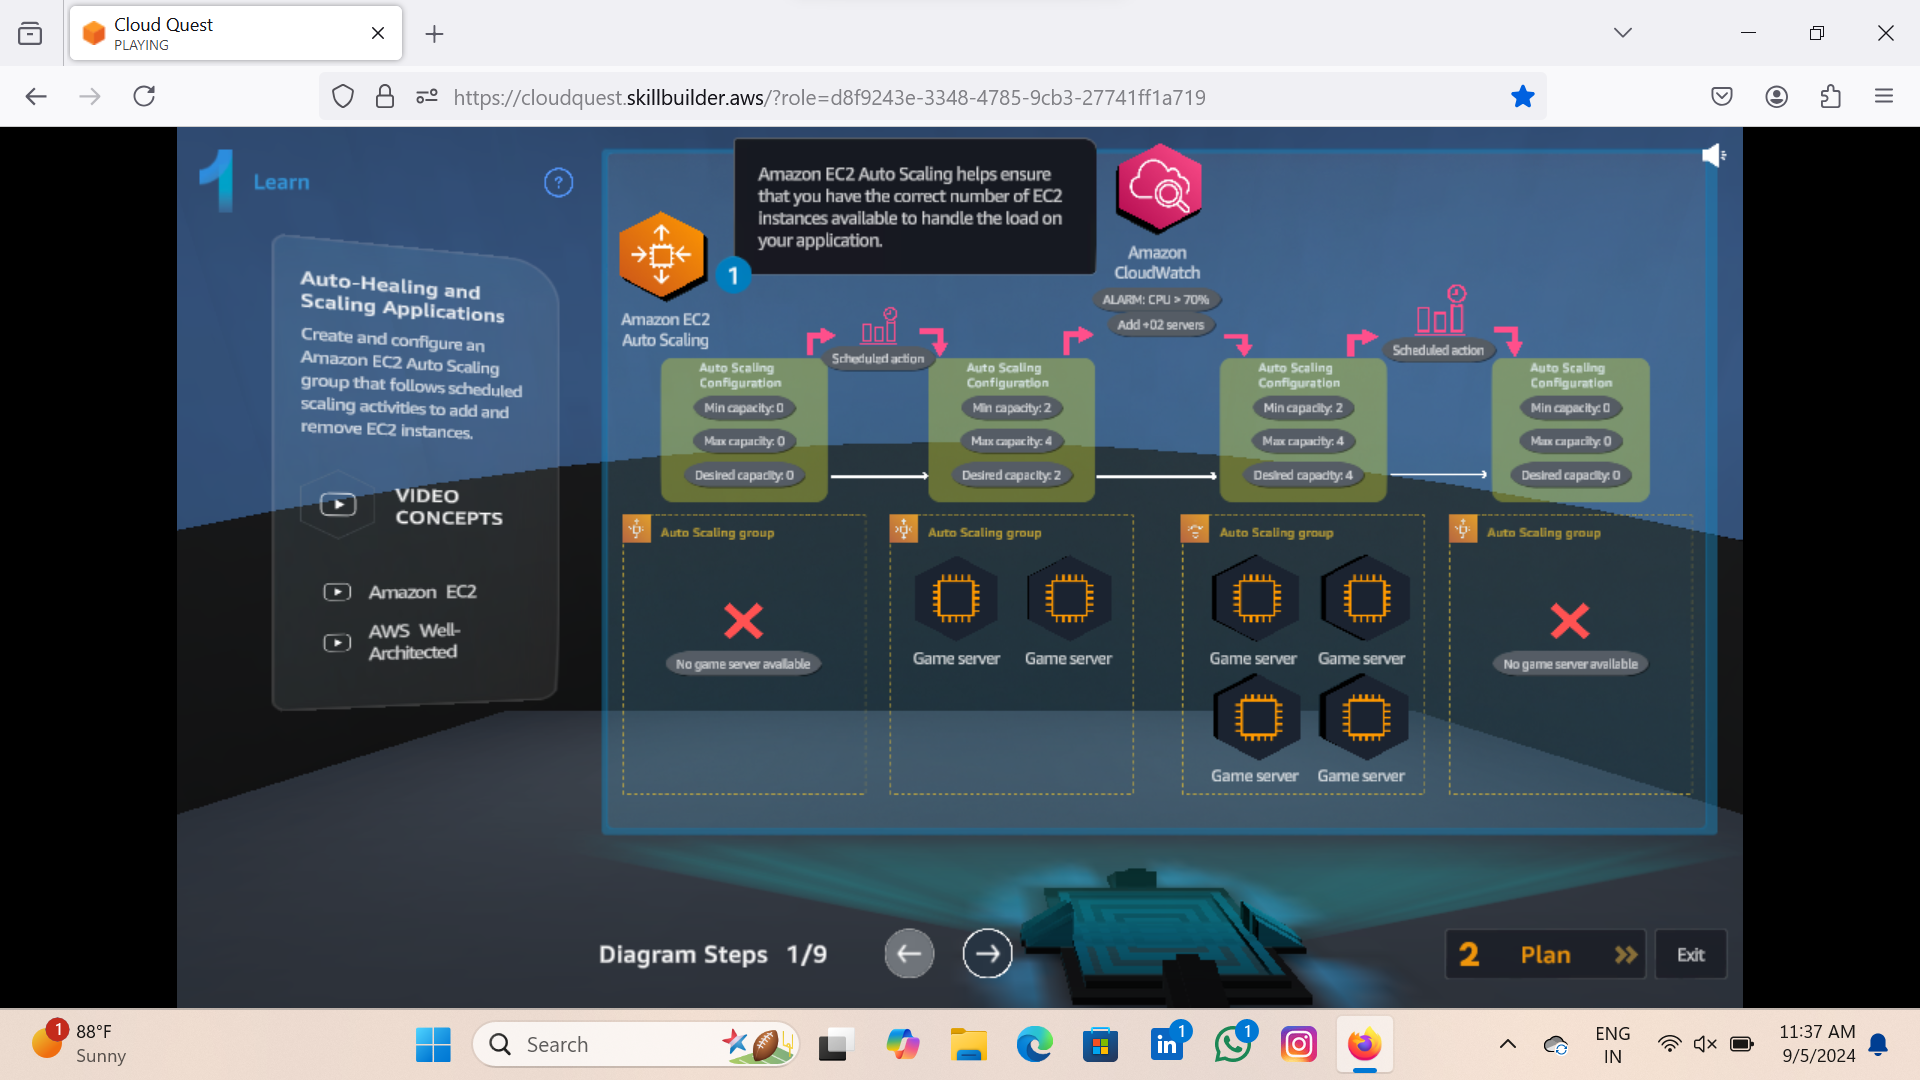 Cloud Quest
PLAYING
https://cloudquest.skillbuilder.aws/?role=d8f9243e-3348-4785-9cb3-27741ff1a719
1
Learn
?
Auto-Healing and
Scaling Applications
Create and configure an
Amazon EC2 Auto Scaling
group that follows scheduled
scaling activities to add and
remove EC2 instances.
VIDEO
CONCEPTS
Amazon EC2
AWS Well-
Architected
Amazon EC2 Auto Scaling helps ensure
that you have the correct number of EC2
instances available to handle the load on
your application.
1
Amazon EC2
Auto Scaling
Amazon
CloudWatch
ALARM: CPU > 70%
Add +02 servers
Scheduled action
Scheduled action
Auto Scaling
Configuration
Min capacity: 0
Max capacity: 0
Desired capacity: 0
Auto Scaling
Configuration
Min capacity: 2
Max capacity: 4
Desired capacity: 2
Auto Scaling
Configuration
Min capacity: 2
Max capacity: 4
Desired capacity: 4
Auto Scaling
Configuration
Min capacity: 0
Max capacity: 0
Desired capacity: 0
Auto Scaling group
No game server available
Auto Scaling group
Game server
Game server
Auto Scaling group
Game server
Game server
Game server
Game server
Auto Scaling group
No game server available
Diagram Steps 1/9
2 Plan
Exit
1
88°F
Sunny
Search
1
1
ENG
IN
11:37 AM
9/5/2024